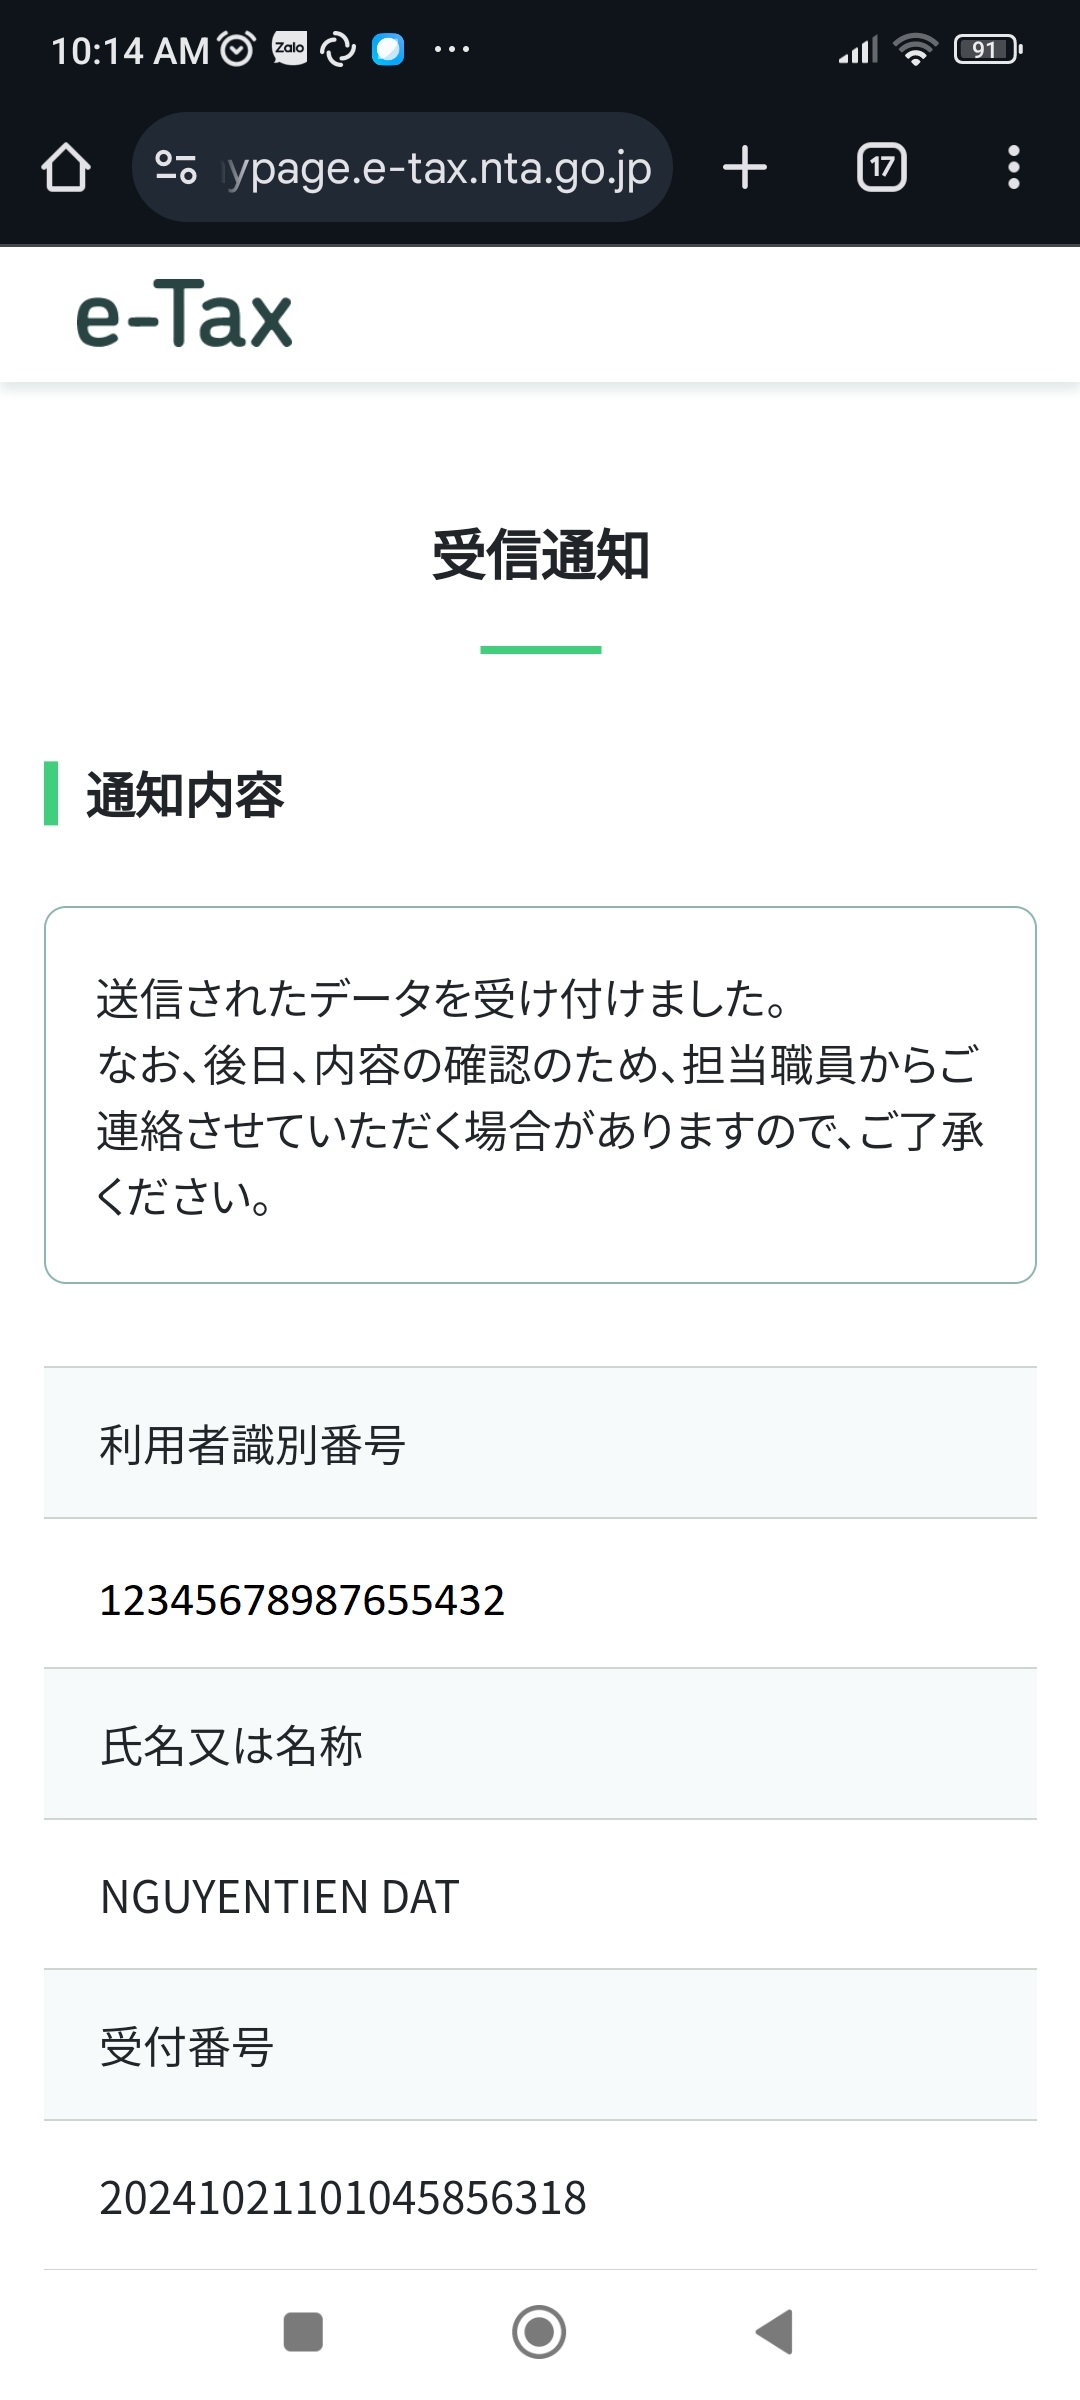 10:14 AM Zalo ... 91
ypage.e-tax.nta.go.jp 17
e-Tax
受信通知
通知内容
送信されたデータを受け付けました。
なお、後日、内容の確認のため、担当職員からご
連絡させていただく場合がありますので、ご了承
ください。
利用者識別番号
12345678987655432
氏名又は名称
NGUYENTIEN DAT
受付番号
20241021101045856318